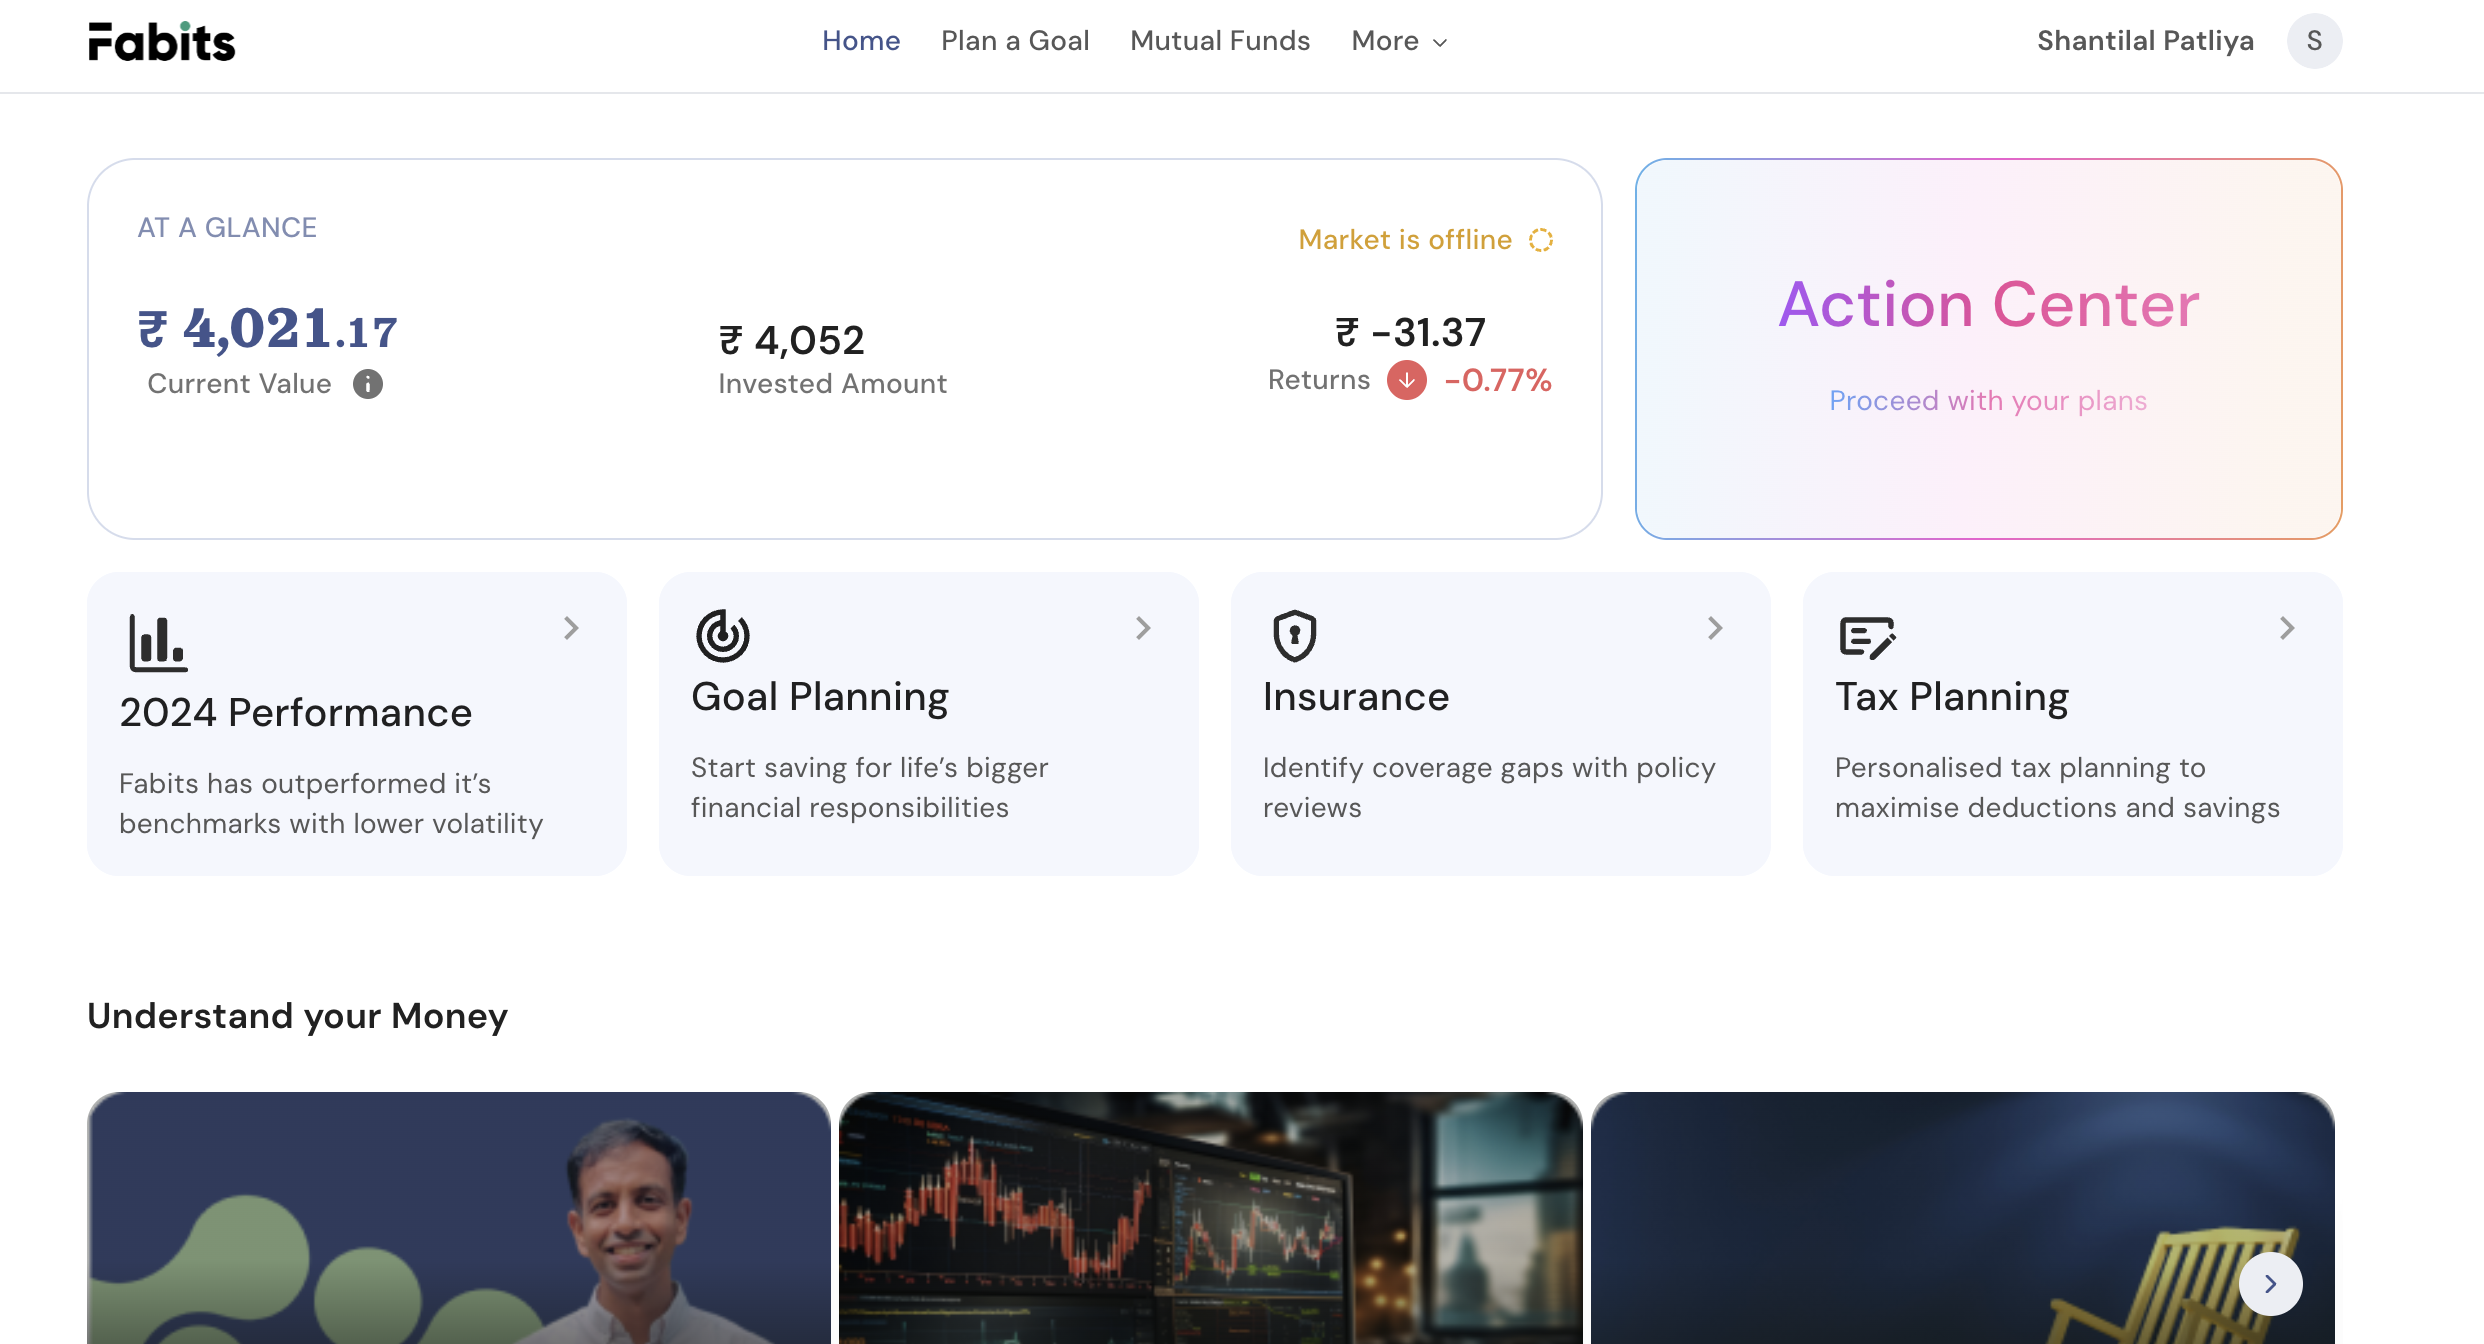 Fabits
Home
Plan a Goal
Mutual Funds
More
Shantilal Patliya
S
AT A GLANCE
Market is offline
₹ 4,021.17
Current Value
₹ 4,052
Invested Amount
₹ -31.37
Returns
-0.77%
Action Center
Proceed with your plans
2024 Performance
Fabits has outperformed it’s
benchmarks with lower volatility
Goal Planning
Start saving for life’s bigger
financial responsibilities
Insurance
Identify coverage gaps with policy
reviews
Tax Planning
Personalised tax planning to
maximise deductions and savings
Understand your Money